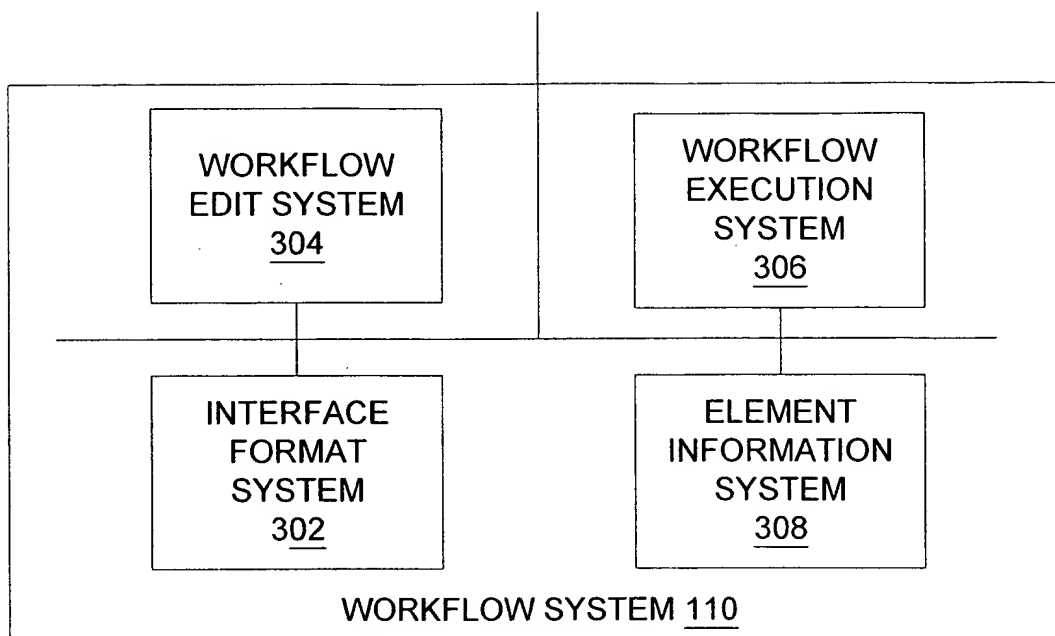 WORKFLOW
EDIT SYSTEM
304
WORKFLOW
EXECUTION
SYSTEM
306
INTERFACE
FORMAT
SYSTEM
302
ELEMENT
INFORMATION
SYSTEM
308
WORKFLOW SYSTEM 110